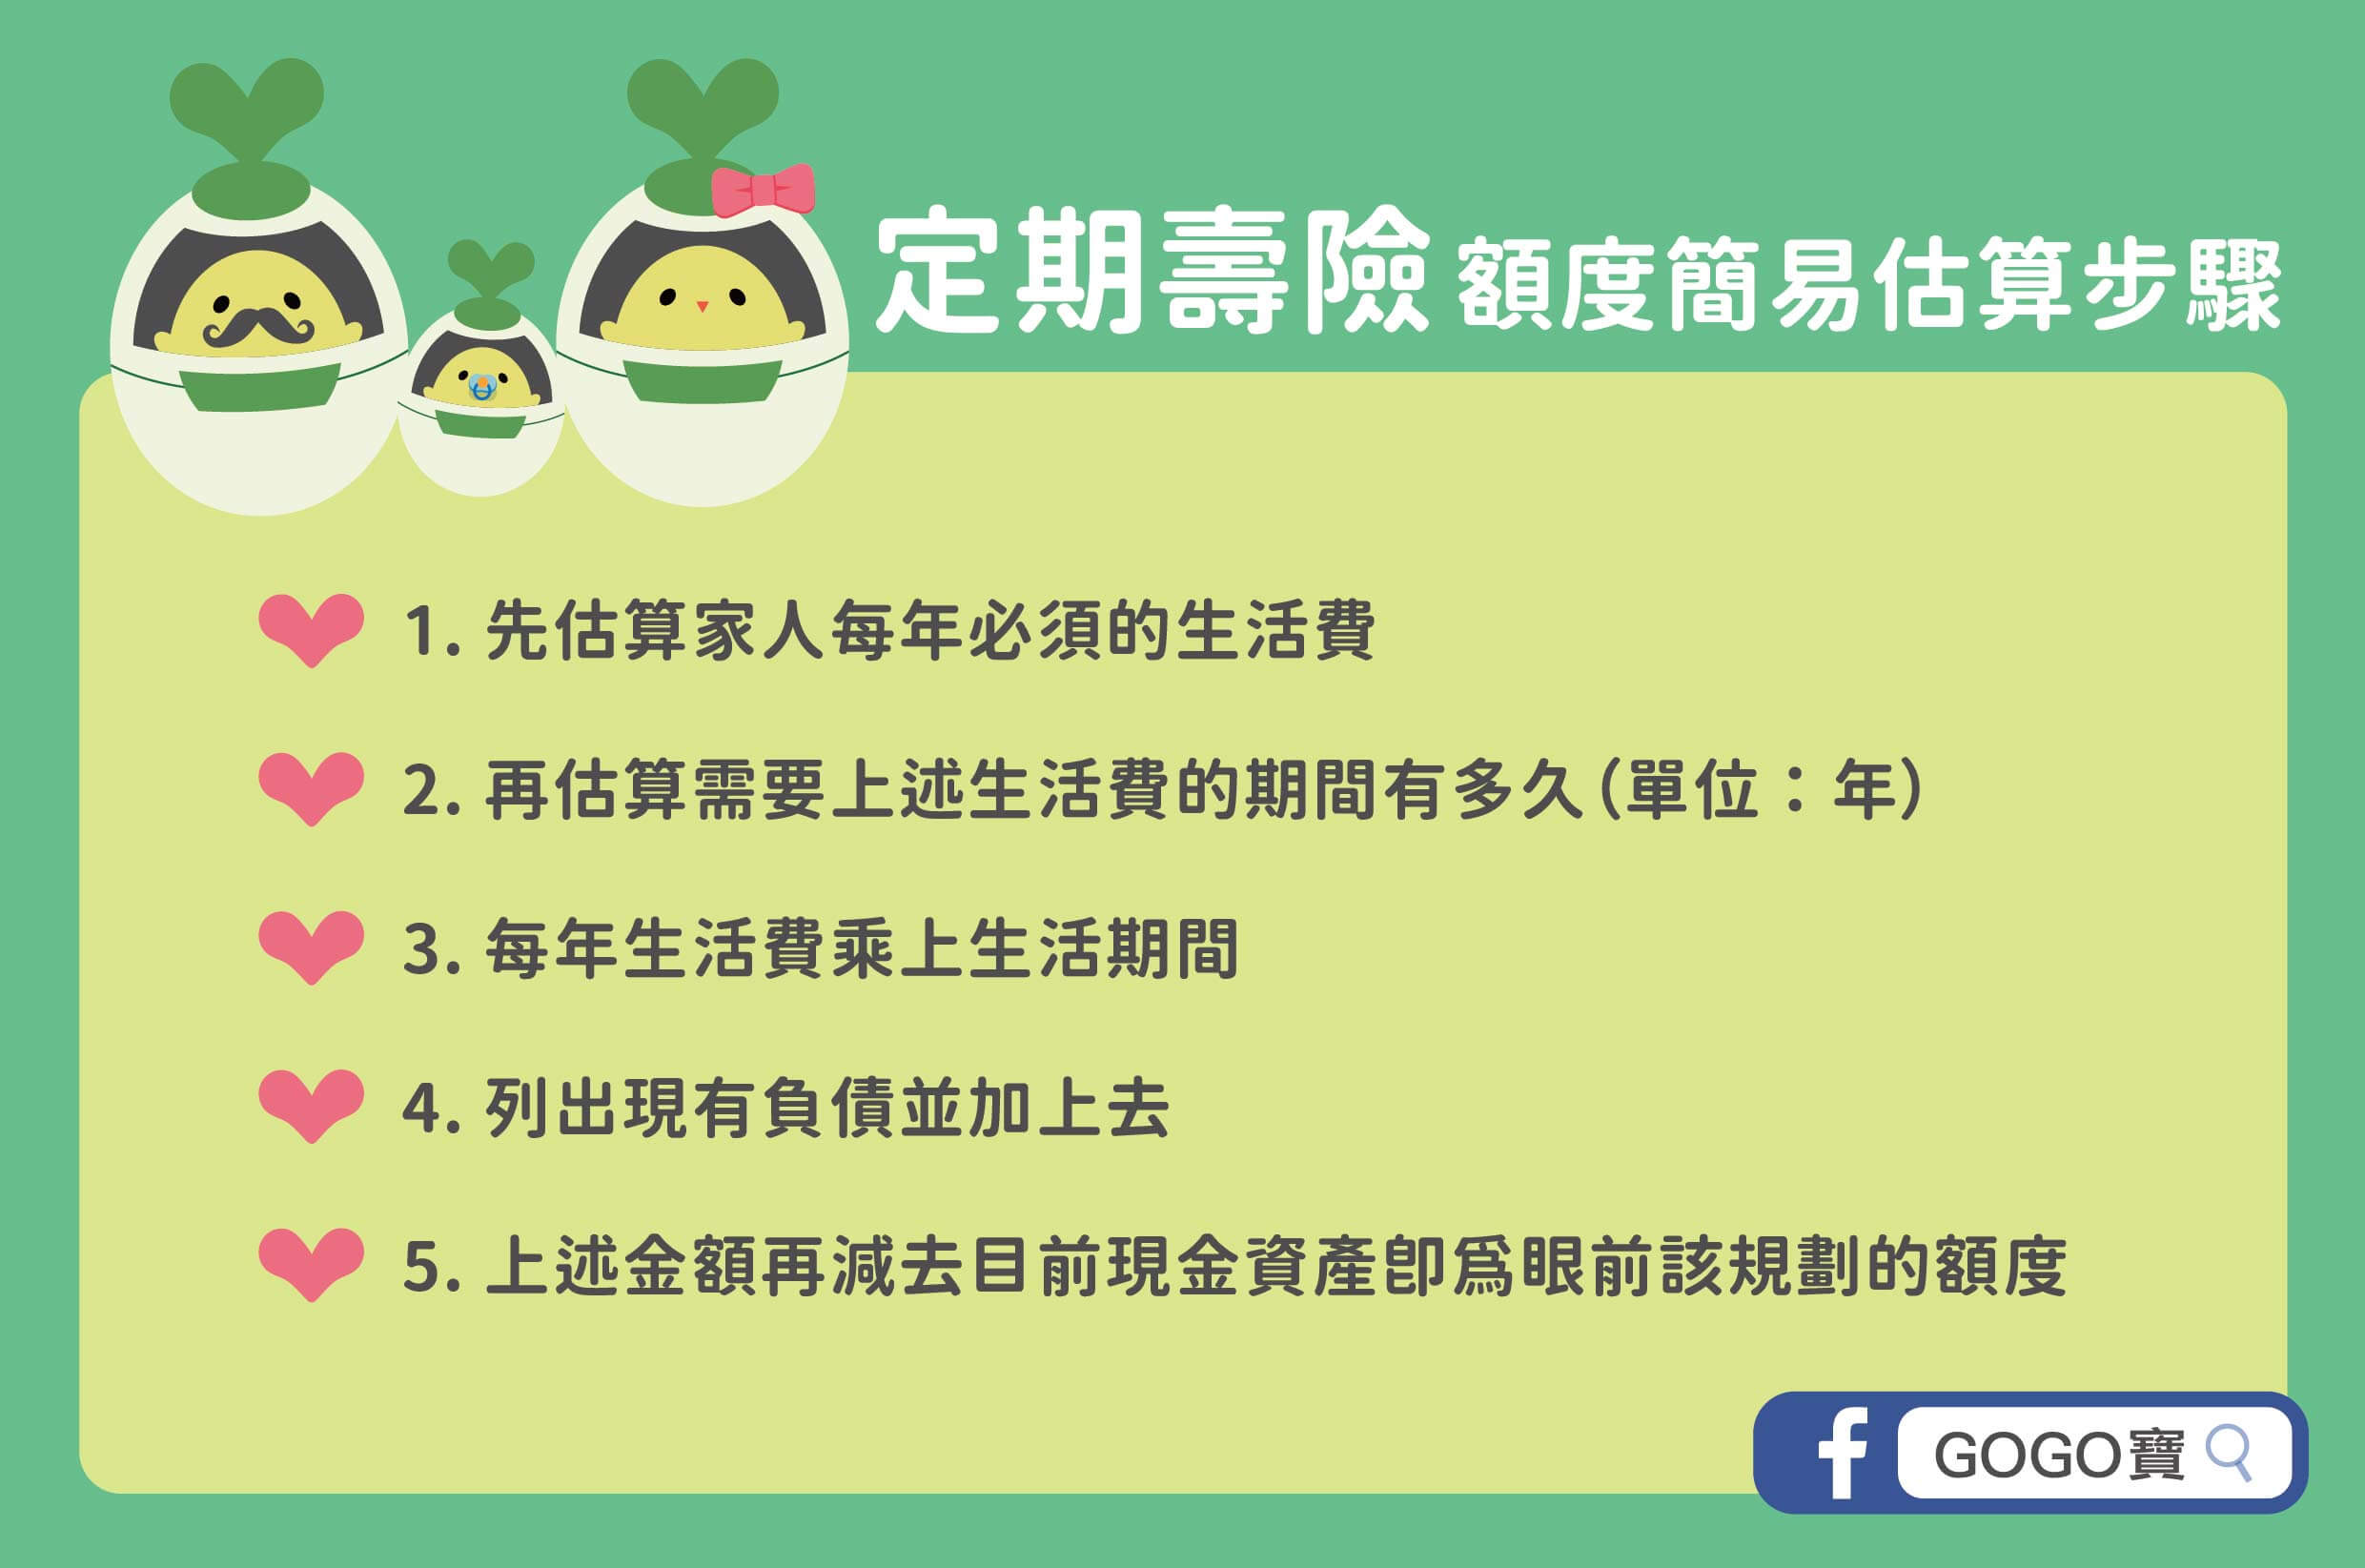 定期壽險 額度簡易估算步驟
1. 先估算家人每年必須的生活費
2. 再估算需要上述生活費的期間有多久(單位：年)
3. 每年生活費乘上生活期間
4. 列出現有負債並加上去
5. 上述金額再減去目前現金資產即為眼前該規劃的額度
f GOGO寶